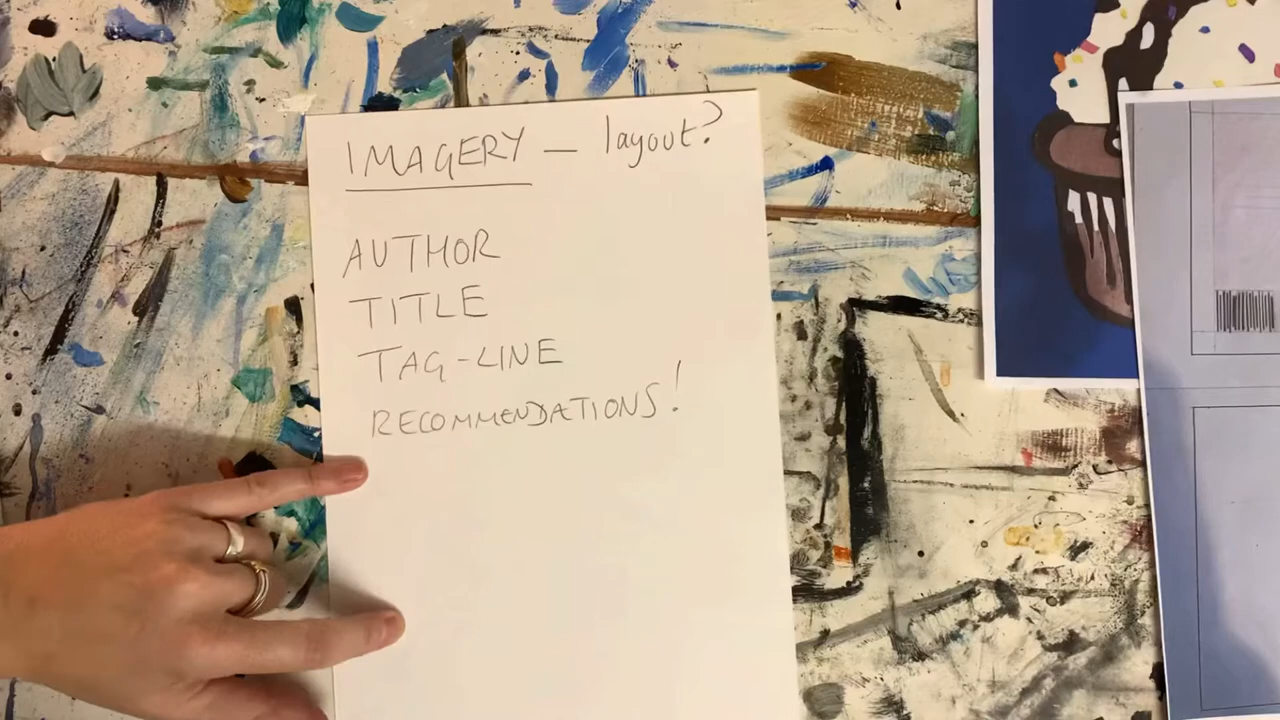 IMAGERY — layout?
AUTHOR
TITLE
TAG-LINE
RECOMMENDATIONS!